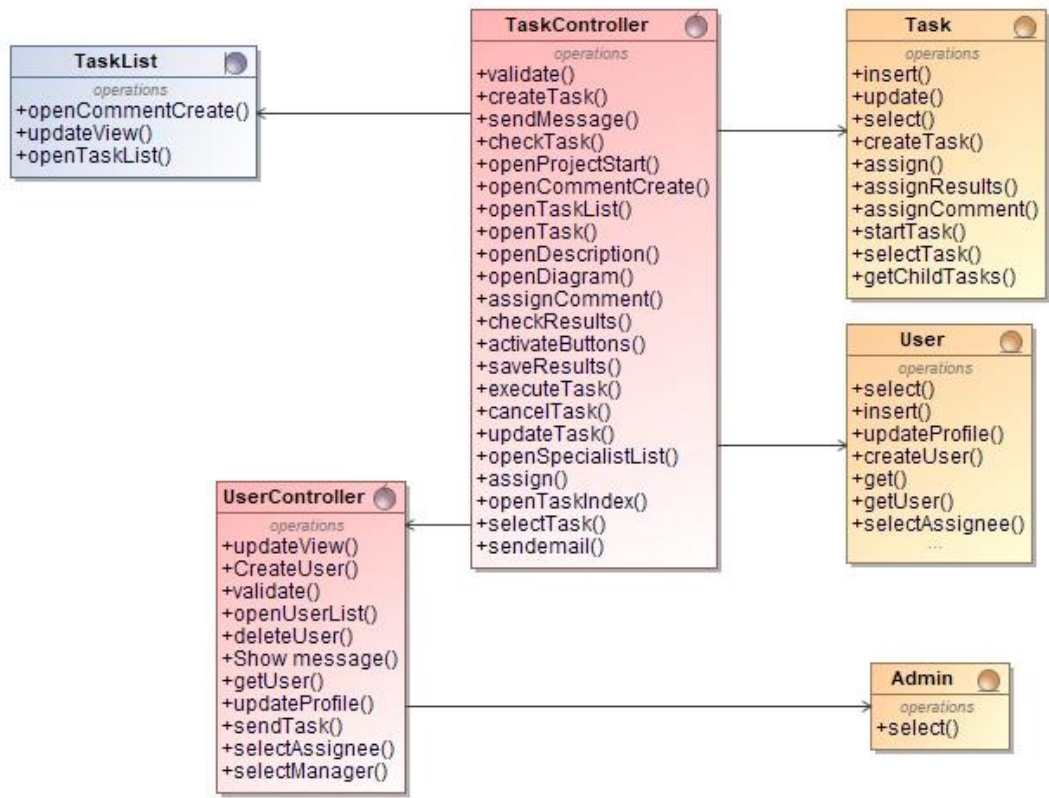 TaskList
operations
+openCommentCreate()
+updateView()
+openTaskList()
TaskController
operations
+validate()
+createTask()
+sendMessage()
+checkTask()
+openProjectStart()
+openCommentCreate()
+openTaskList()
+openTask()
+openDescription()
+openDiagram()
+assignComment()
+checkResults()
+activateButtons()
+saveResults()
+executeTask()
+cancelTask()
+updateTask()
+openSpecialistList()
+assign()
+openTaskIndex()
+selectTask()
+sendemail()
Task
operations
+insert()
+update()
+select()
+createTask()
+assign()
+assignResults()
+assignComment()
+startTask()
+selectTask()
+getChildTasks()
User
operations
+select()
+insert()
+updateProfile()
+createUser()
+get()
+getUser()
+selectAssignee()
...
UserController
operations
+updateView()
+CreateUser()
+validate()
+openUserList()
+deleteUser()
+Show message()
+getUser()
+updateProfile()
+sendTask()
+selectAssignee()
+selectManager()
Admin
operations
+select()